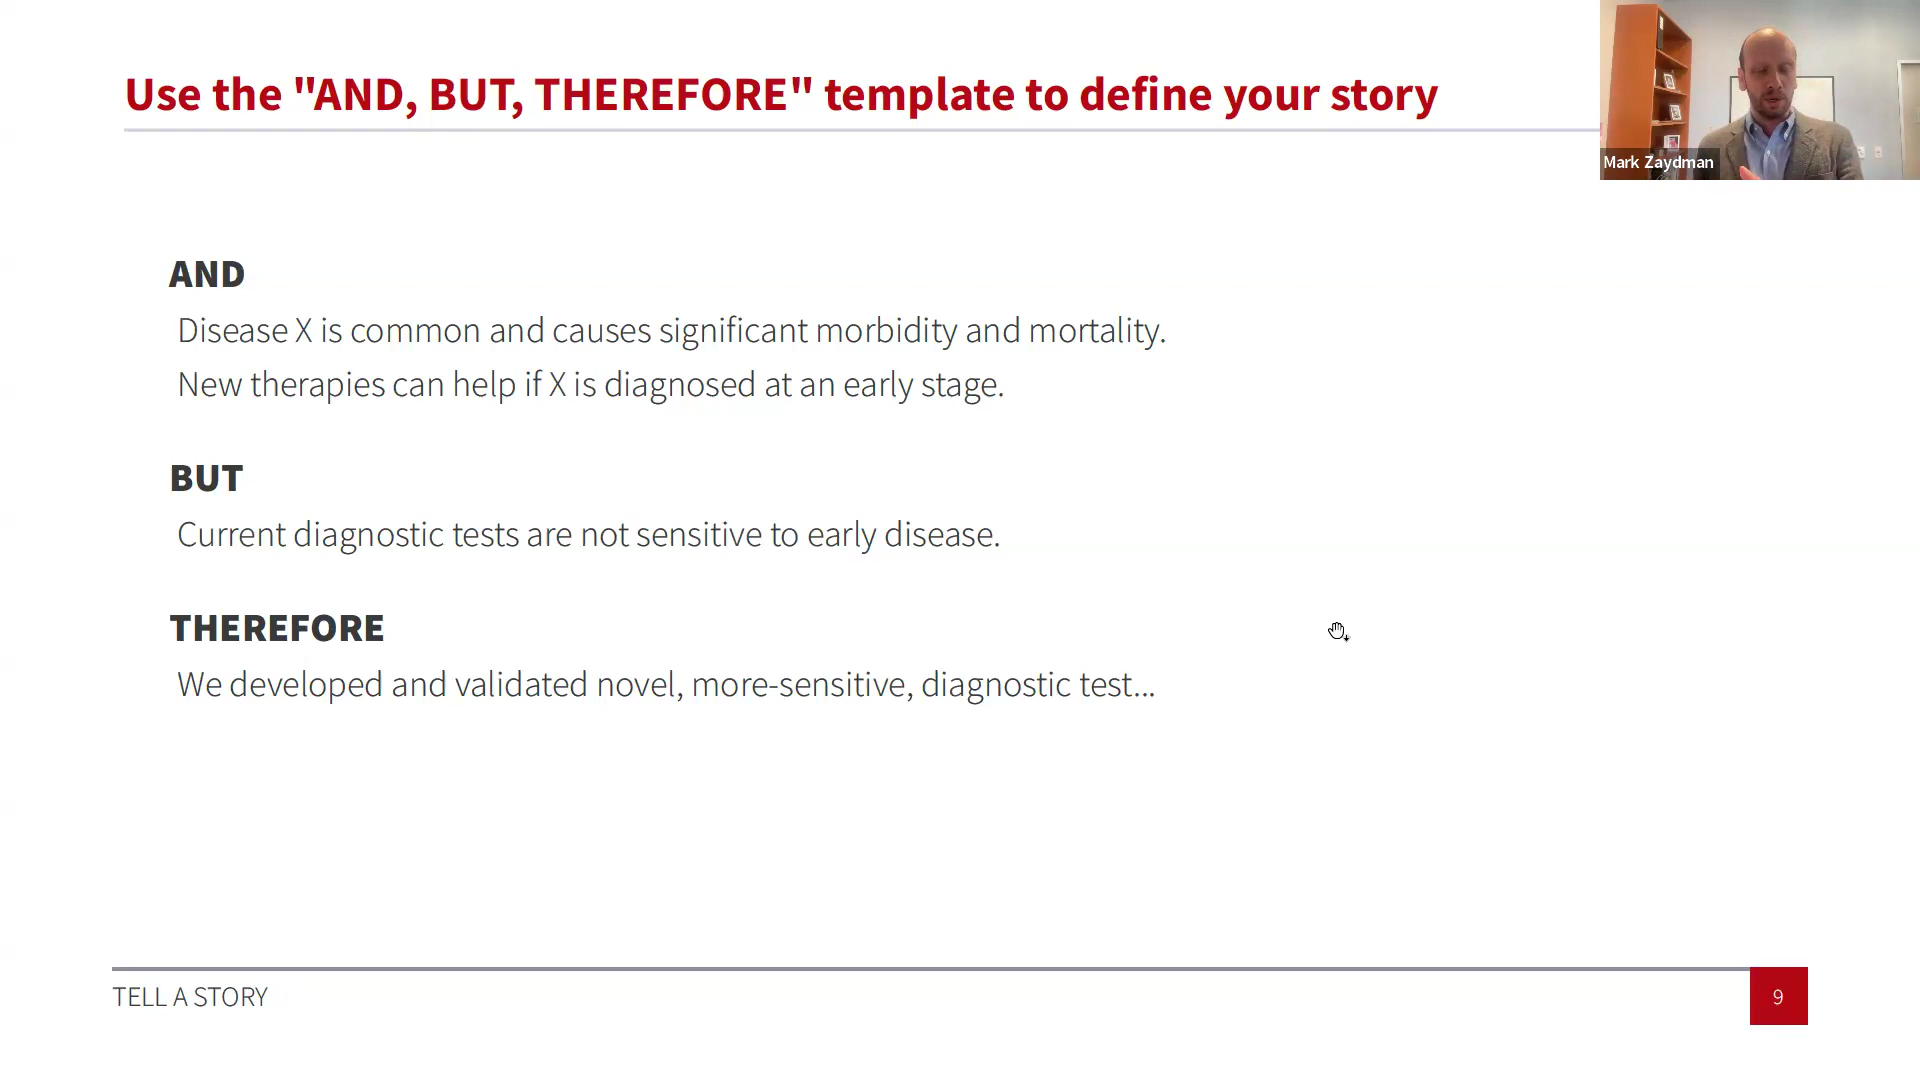 Use the "AND, BUT, THEREFORE" template to define your story
Mark Zaydman
AND
Disease X is common and causes significant morbidity and mortality.
New therapies can help if X is diagnosed at an early stage.
BUT
Current diagnostic tests are not sensitive to early disease.
THEREFORE
We developed and validated novel, more-sensitive, diagnostic test...
TELL A STORY
9